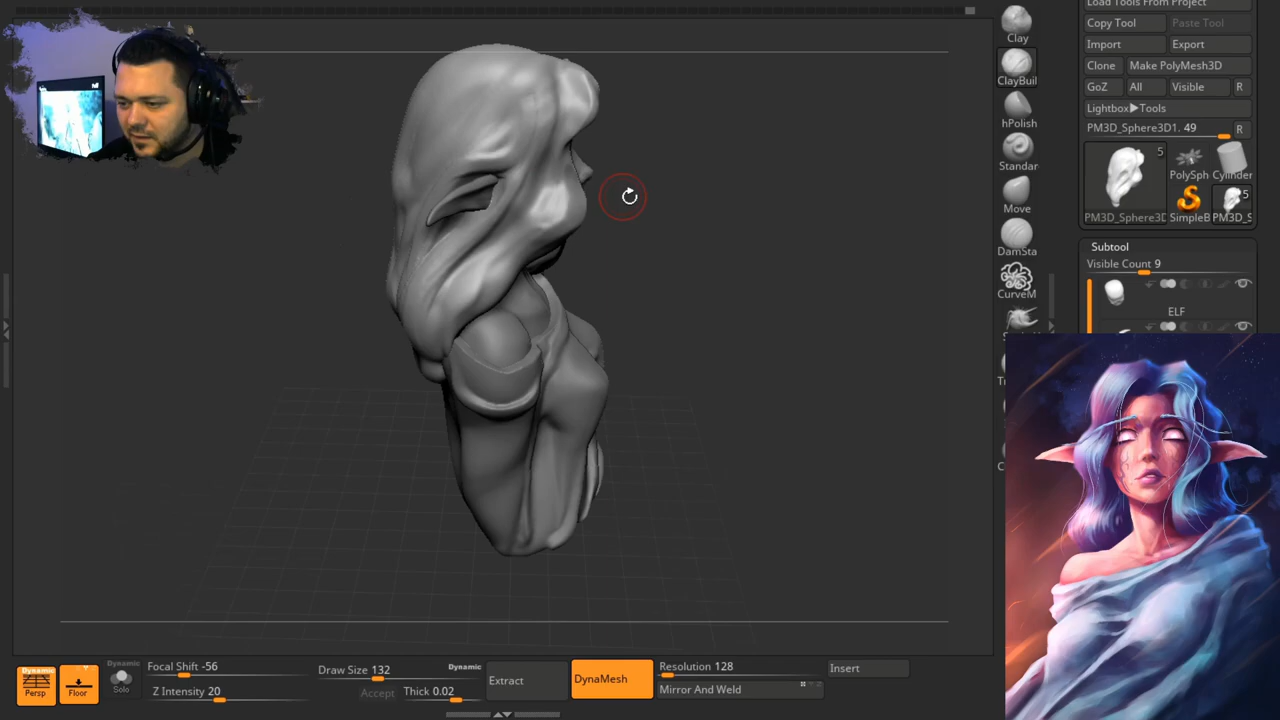 Load Tools From Project
Copy Tool
Paste Tool
Import
Export
Clone
Make PolyMesh3D
GoZ
All
Visible
R
Lightbox▶Tools
PM3D_Sphere3D1. 49
R
5
PolySph
Cylinder
5
PM3D_Sphere3D
SimpleB
PM3D_S
Subtool
Visible Count 9
ELF
Clay
ClayBuil
hPolish
Standar
Move
DamSta
CurveM
Dynamic
Persp
Floor
Dynamic
Solo
Focal Shift -56
Z Intensity 20
Draw Size 132
Dynamic
Accept
Thick 0.02
Extract
DynaMesh
Resolution 128
Mirror And Weld
Insert